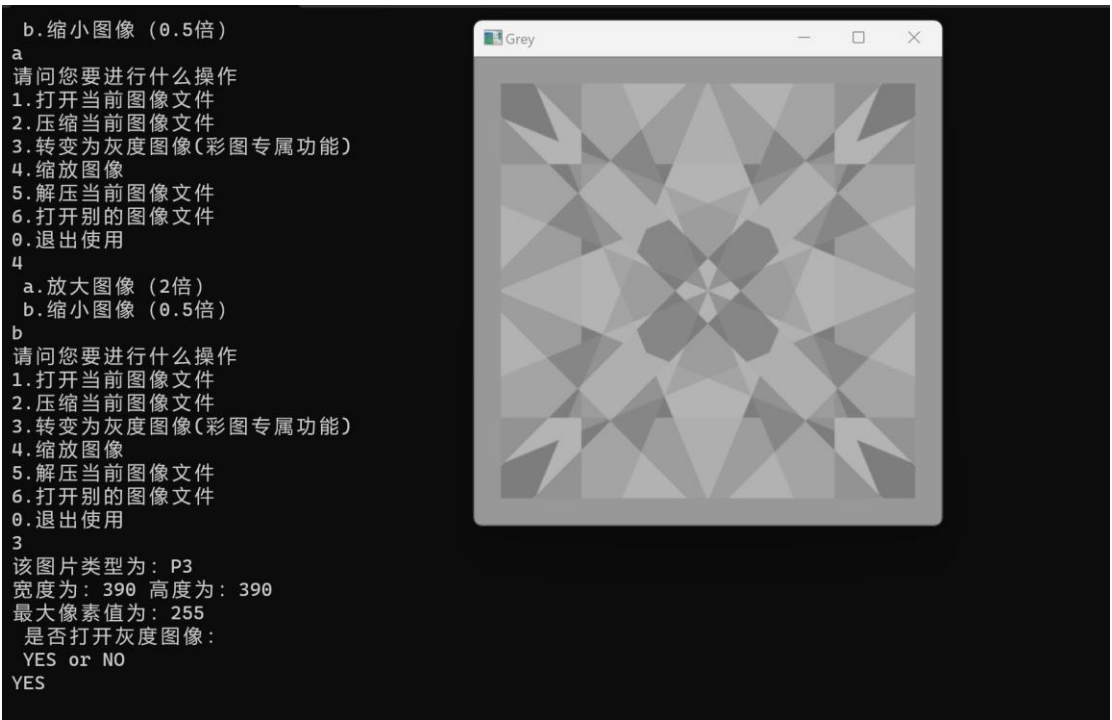 b.缩小图像 (0.5倍)
a
请问您要进行什么操作
1.打开当前图像文件
2.压缩当前图像文件
3.转变为灰度图像(彩图专属功能)
4.缩放图像
5.解压当前图像文件
6.打开别的图像文件
0.退出使用
4
a.放大图像 (2倍)
b.缩小图像 (0.5倍)
b
请问您要进行什么操作
1.打开当前图像文件
2.压缩当前图像文件
3.转变为灰度图像(彩图专属功能)
4.缩放图像
5.解压当前图像文件
6.打开别的图像文件
0.退出使用
3
该图片类型为: P3
宽度为: 390 高度为: 390
最大像素值为: 255
是否打开灰度图像:
YES or NO
YES
Grey